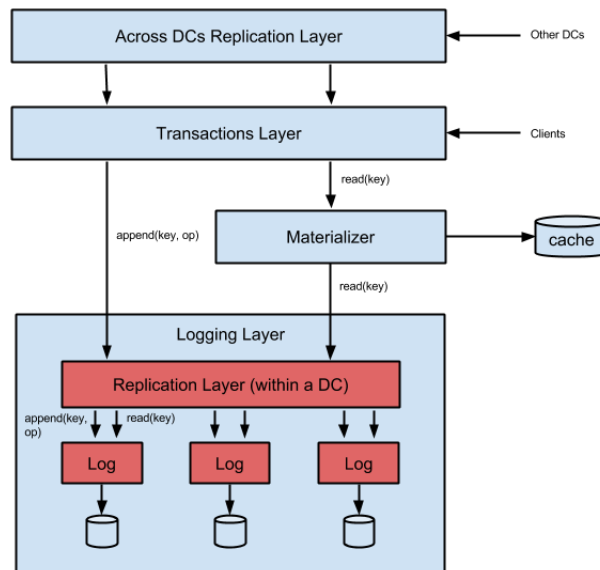 Across DCs Replication Layer
Other DCs
Transactions Layer
Clients
read(key)
append(key, op)
Materializer
cache
read(key)
Logging Layer
Replication Layer (within a DC)
append(key,
op)
read(key)
Log
Log
Log